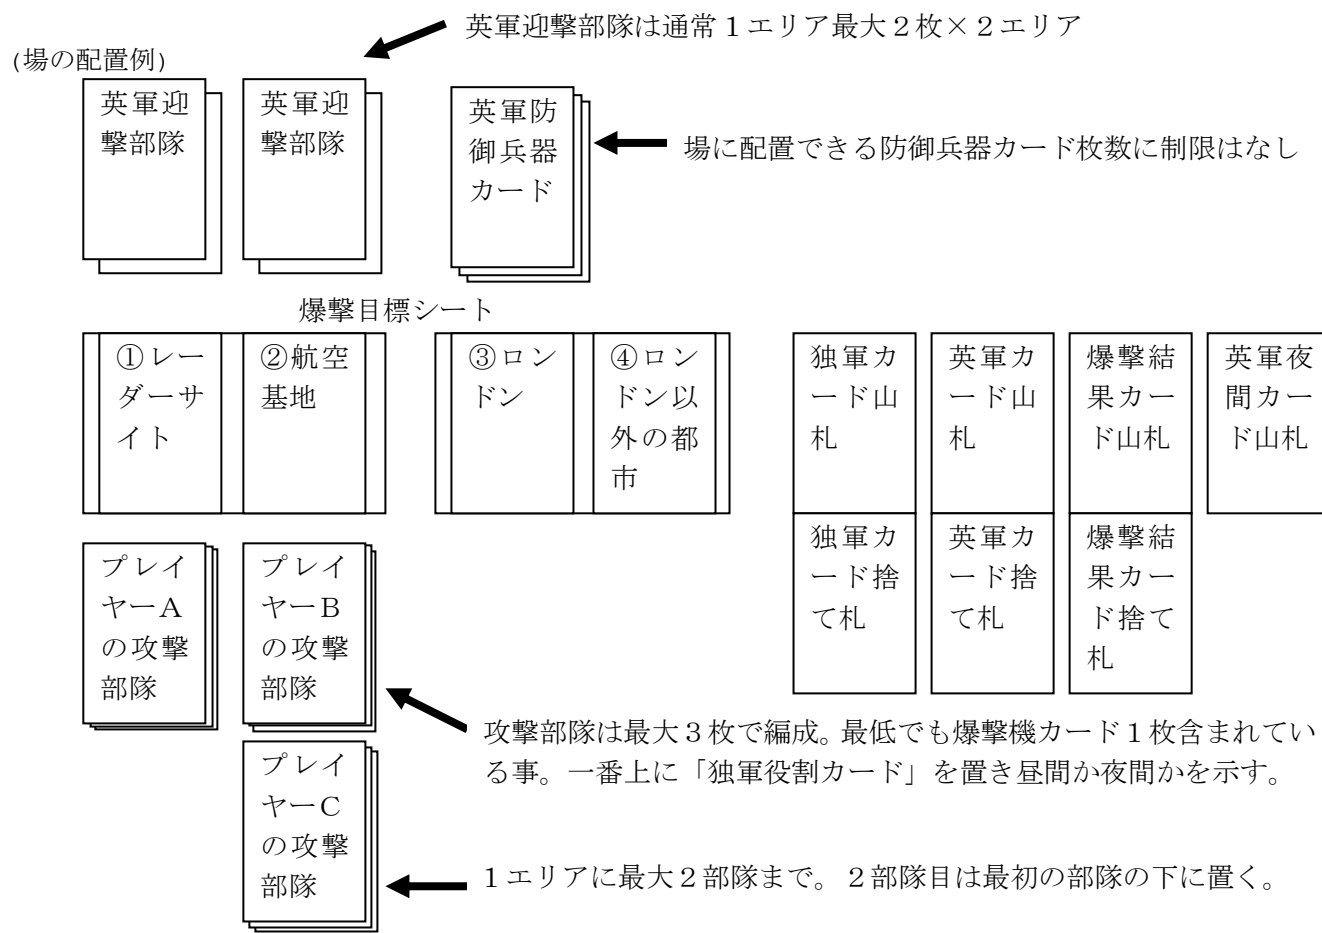 英軍迎撃部隊は通常１エリア最大２枚×２エリア
(場の配置例)
英軍迎
撃部隊
英軍迎
撃部隊
英軍防
御兵器
カード
場に配置できる防御兵器カード枚数に制限はなし
爆撃目標シート
①レー
ダーサ
イト
②航空
基地
③ロン
ドン
④ロン
ドン以
外の都
市
独軍カ
ード山
札
英軍カ
ード山
札
爆撃結
果カー
ド山札
英軍夜
間カー
ド山札
独軍カ
ード捨
て札
英軍カ
ード捨
て札
爆撃結
果カー
ド捨て
札
プレイ
ヤーA
の攻撃
部隊
プレイ
ヤーB
の攻撃
部隊
攻撃部隊は最大３枚で編成。最低でも爆撃機カード１枚含まれてい
る事。一番上に「独軍役割カード」を置き昼間か夜間かを示す。
プレイ
ヤーC
の攻撃
部隊
１エリアに最大２部隊まで。２部隊目は最初の部隊の下に置く。